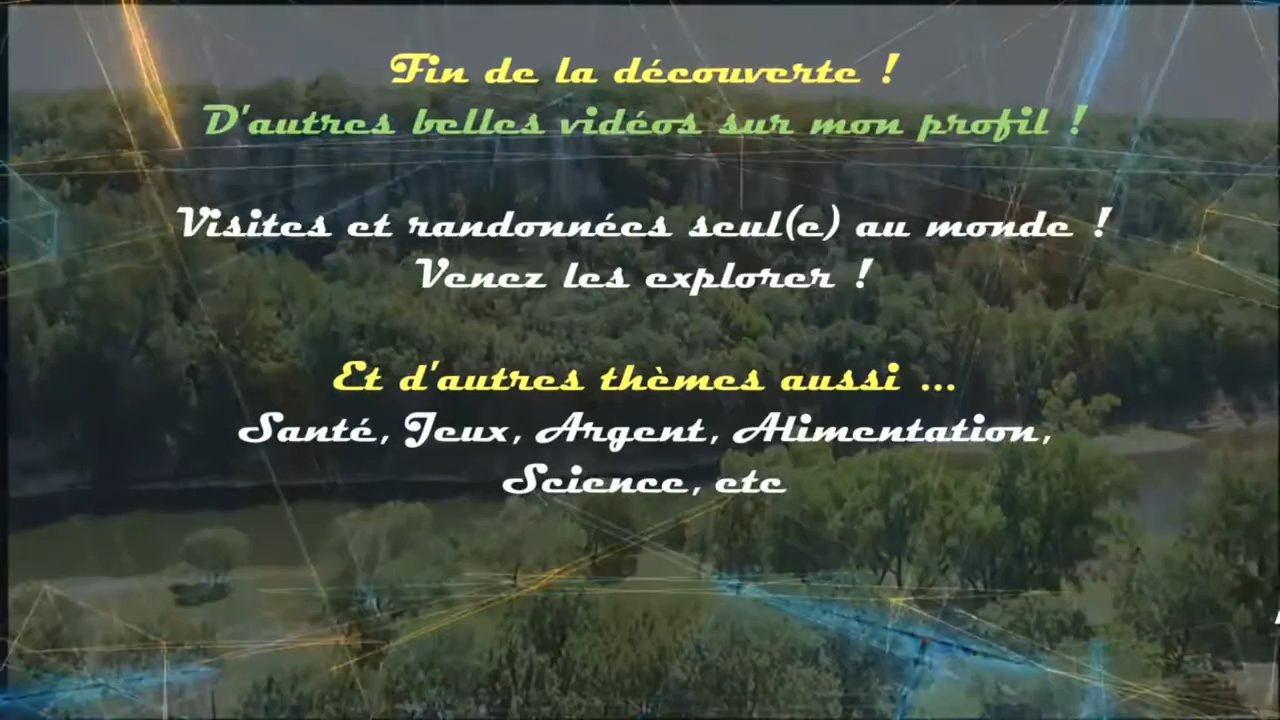 Fin de la découverte !
D'autres belles vidéos sur mon profil !
Visites et randonnées seul(e) au monde !
Venez les explorer !
Et d'autres thèmes aussi ...
Santé, Jeux, Argent, Alimentation,
Science, etc